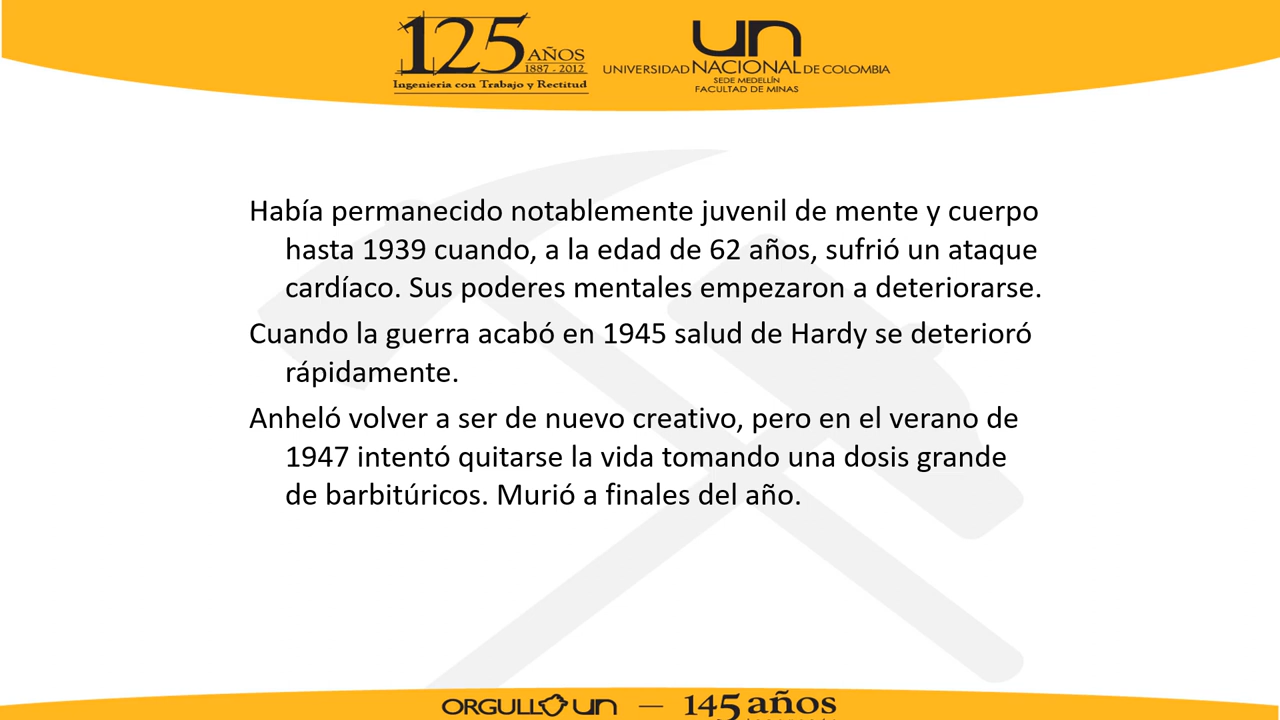 125 AÑOS
1887 - 2012
Ingeniería con Trabajo y Rectitud
un
UNIVERSIDAD NACIONAL DE COLOMBIA
SEDE MEDELLÍN
FACULTAD DE MINAS
Había permanecido notablemente juvenil de mente y cuerpo
hasta 1939 cuando, a la edad de 62 años, sufrió un ataque
cardíaco. Sus poderes mentales empezaron a deteriorarse.
Cuando la guerra acabó en 1945 salud de Hardy se deterioró
rápidamente.
Anheló volver a ser de nuevo creativo, pero en el verano de
1947 intentó quitarse la vida tomando una dosis grande
de barbitúricos. Murió a finales del año.
ORGULLO un — 145 años